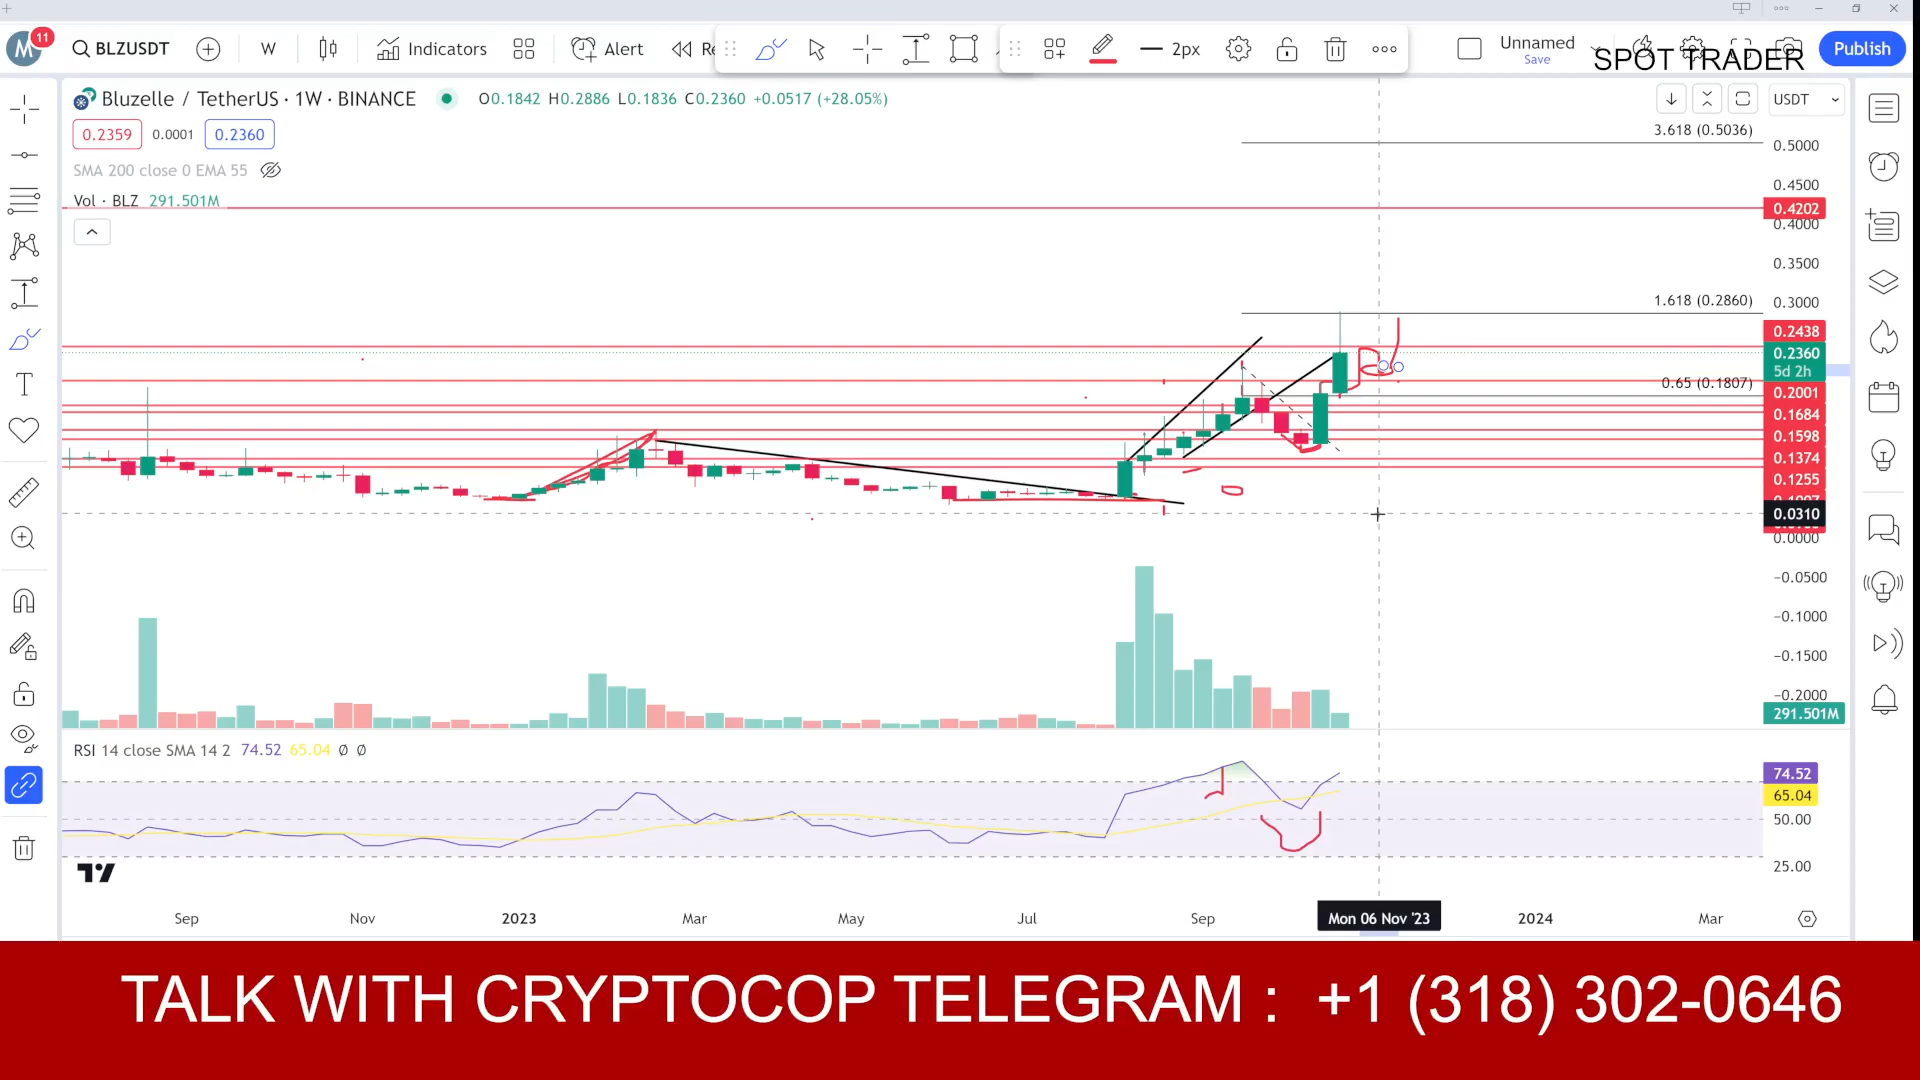 M
11
BLZUSDT
W
Indicators
Alert
Re
2px
Unnamed
Save
SPOT TRADER
Publish
Bluzelle / TetherUS · 1W · BINANCE
O0.1842 H0.2886 L0.1836 C0.2360 +0.0517 (+28.05%)
USDT
0.2359
0.0001
0.2360
3.618 (0.5036)
0.5000
SMA 200 close 0 EMA 55
0.4500
Vol · BLZ 291.501M
0.4202
0.4000
0.3500
1.618 (0.2860)
0.3000
0.2438
0.2360
5d 2h
0.65 (0.1807)
0.2001
0.1684
0.1598
0.1374
0.1255
0.0310
0.0000
−0.0500
−0.1000
−0.1500
−0.2000
291.501M
RSI 14 close SMA 14 2 74.52 65.04 Ø Ø
74.52
65.04
50.00
25.00
Sep
Nov
2023
Mar
May
Jul
Sep
Mon 06 Nov '23
2024
Mar
TALK WITH CRYPTOCOP TELEGRAM : +1 (318) 302-0646